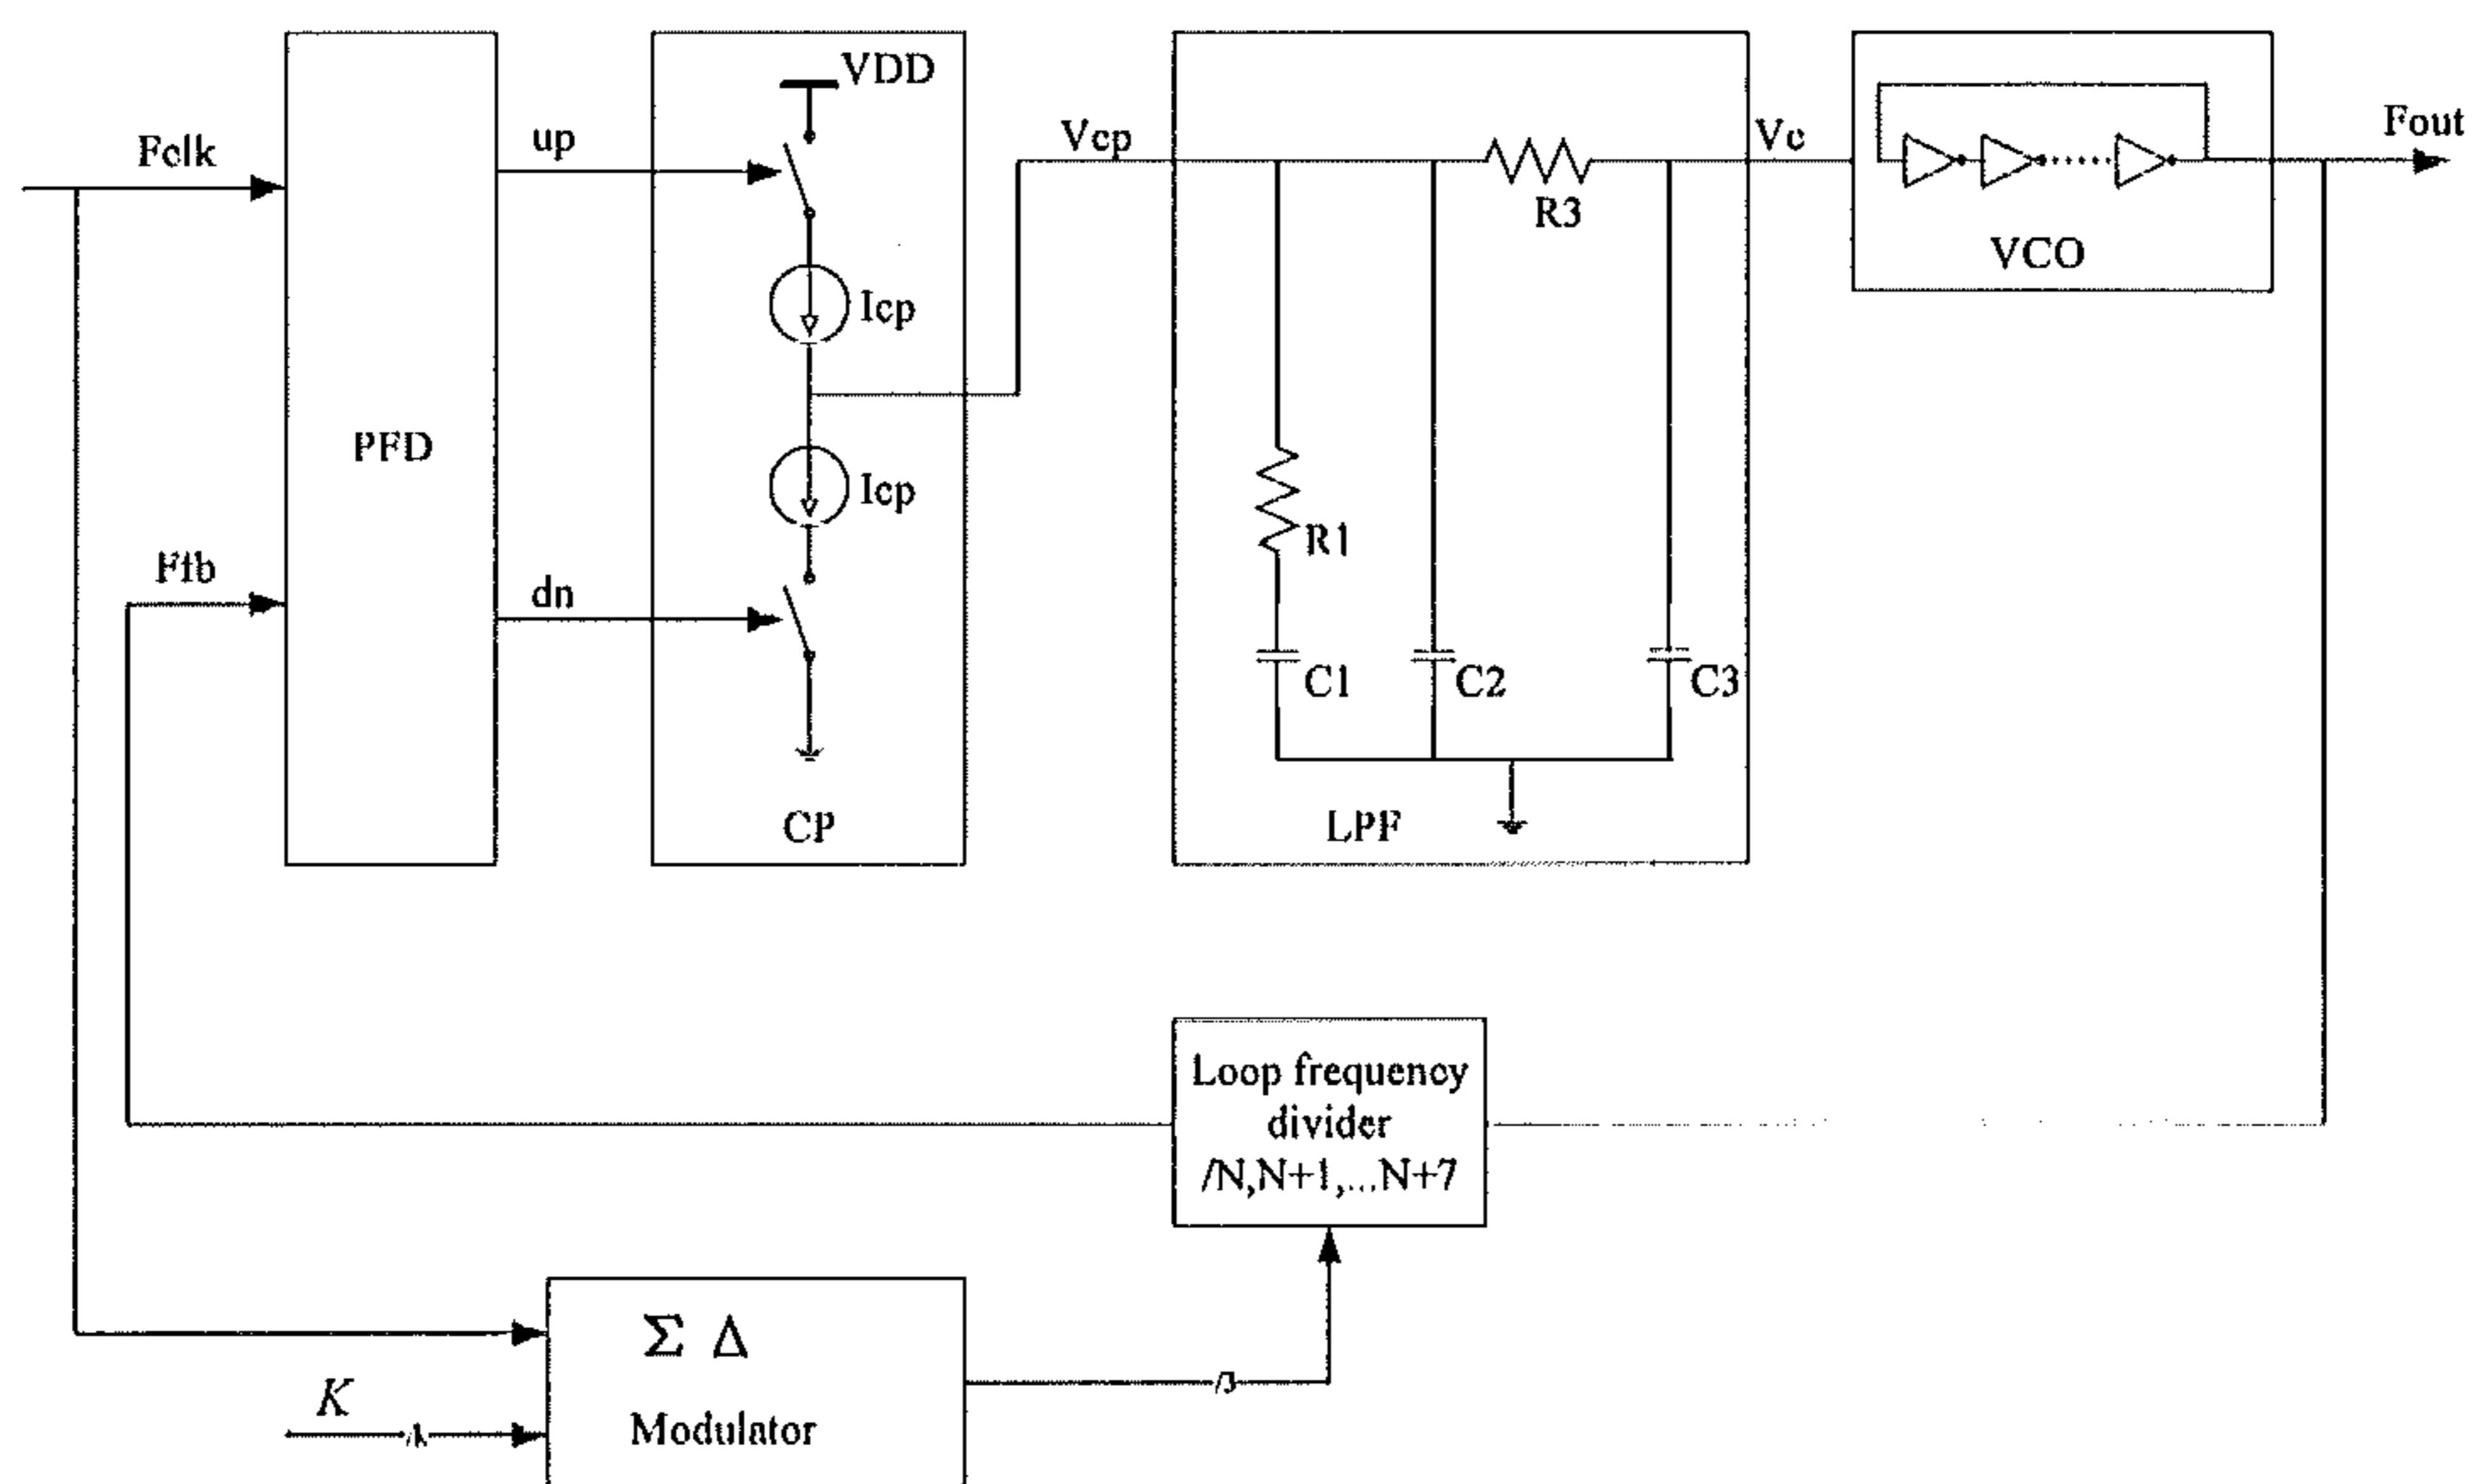 Fclk
up
VDD
Vcp
Vc
Fout
R3
VCO
Icp
PFD
Icp
R1
Ffb
dn
C1
C2
C3
CP
LPF
Loop frequency
divider
/N,N+1,...N+7
Σ Δ
Modulator
/3
K